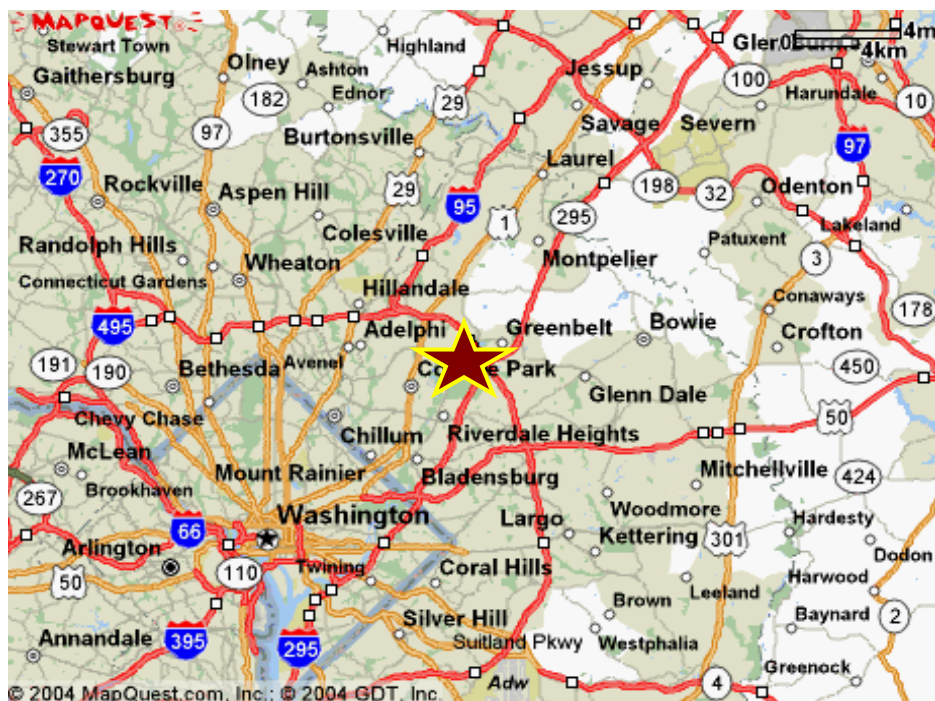 MAPQUEST
Stewart Town
Highland
4m
0
4km
Olney
Gaithersburg
Ashton
Ednor
Jessup
100
Harundale
182
29
10
355
97
Burtonsville
Savage
Severn
97
270
Rockville
Aspen Hill
29
Laurel
198
32
Odenton
95
1
295
Colesville
Lakeland
Randolph Hills
Wheaton
Montpelier
Patuxent
3
Connecticut Gardens
Hillandale
Conaways
178
495
Adelphi
Greenbelt
Bowie
Crofton
191
190
Bethesda
Avenel
Park
Glenn Dale
450
Chevy Chase
Chillum
Riverdale Heights
50
McLean
Mount Rainier
Bladensburg
Mitchellville
424
Brookhaven
267
Washington
Largo
Woodmore
Hardesty
66
Kettering
301
Dodon
Arlington
110
Twining
Coral Hills
Leeland
Harwood
50
Brown
Baynard
2
Annandale
395
295
Silver Hill
Suitland Pkwy
Westphalia
Greenock
Adw
4
© 2004 MapQuest.com, Inc.; © 2004 GDT, Inc.